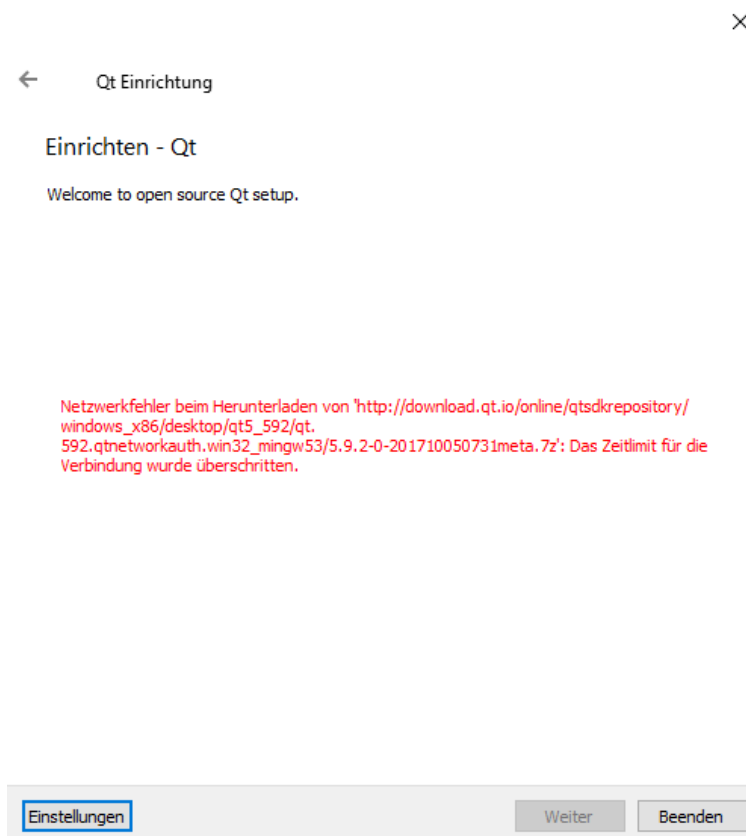 Qt Einrichtung
Einrichten - Qt
Welcome to open source Qt setup.
Netzwerkfehler beim Herunterladen von 'http://download.qt.io/online/qtsdkrepository/
windows_x86/desktop/qt5_592/qt.
592.qtnetworkauth.win32_mingw53/5.9.2-0-201710050731meta.7z': Das Zeitlimit für die
Verbindung wurde überschritten.
Einstellungen
Weiter
Beenden